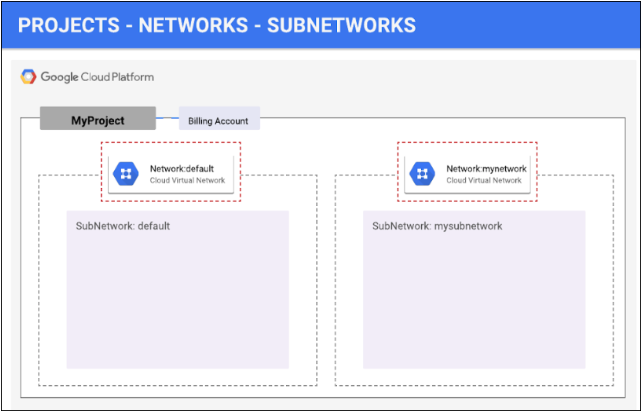 PROJECTS - NETWORKS - SUBNETWORKS
Google Cloud Platform
MyProject
Billing Account
Network:default
Cloud Virtual Network
Network:mynetwork
Cloud Virtual Network
SubNetwork: default
SubNetwork: mysubnetwork